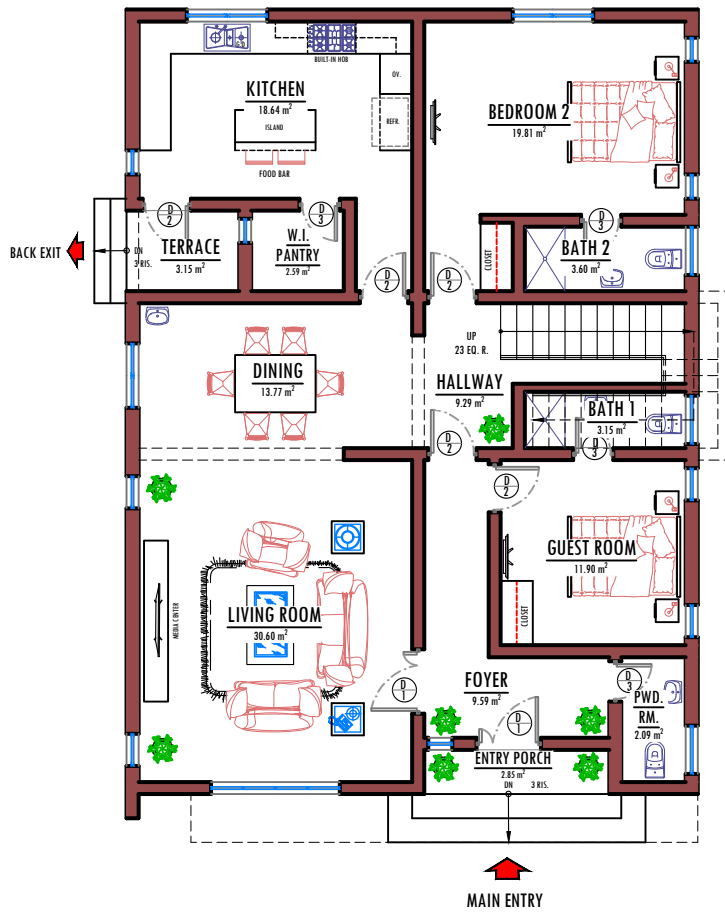 BUILT-IN HOB
KITCHEN
18.64 m²
OV.
ISLAND
REFR.
FOOD BAR
BEDROOM 2
19.81 m²
D
2
D
3
D
3
BACK EXIT
DN
3 RIS.
TERRACE
3.15 m²
W.I.
PANTRY
2.59 m²
CLOSET
BATH 2
3.60 m²
D
2
D
2
UP
23 EQ. R.
DINING
13.77 m²
HALLWAY
9.29 m²
BATH 1
3.15 m²
D
2
D
3
D
2
GUEST ROOM
11.90 m²
CLOSET
MEDIA CENTER
LIVING ROOM
30.60 m²
D
1
FOYER
9.59 m²
D
3
PWD.
RM.
2.09 m²
D
1
ENTRY PORCH
2.85 m²
DN
3 RIS.
MAIN ENTRY